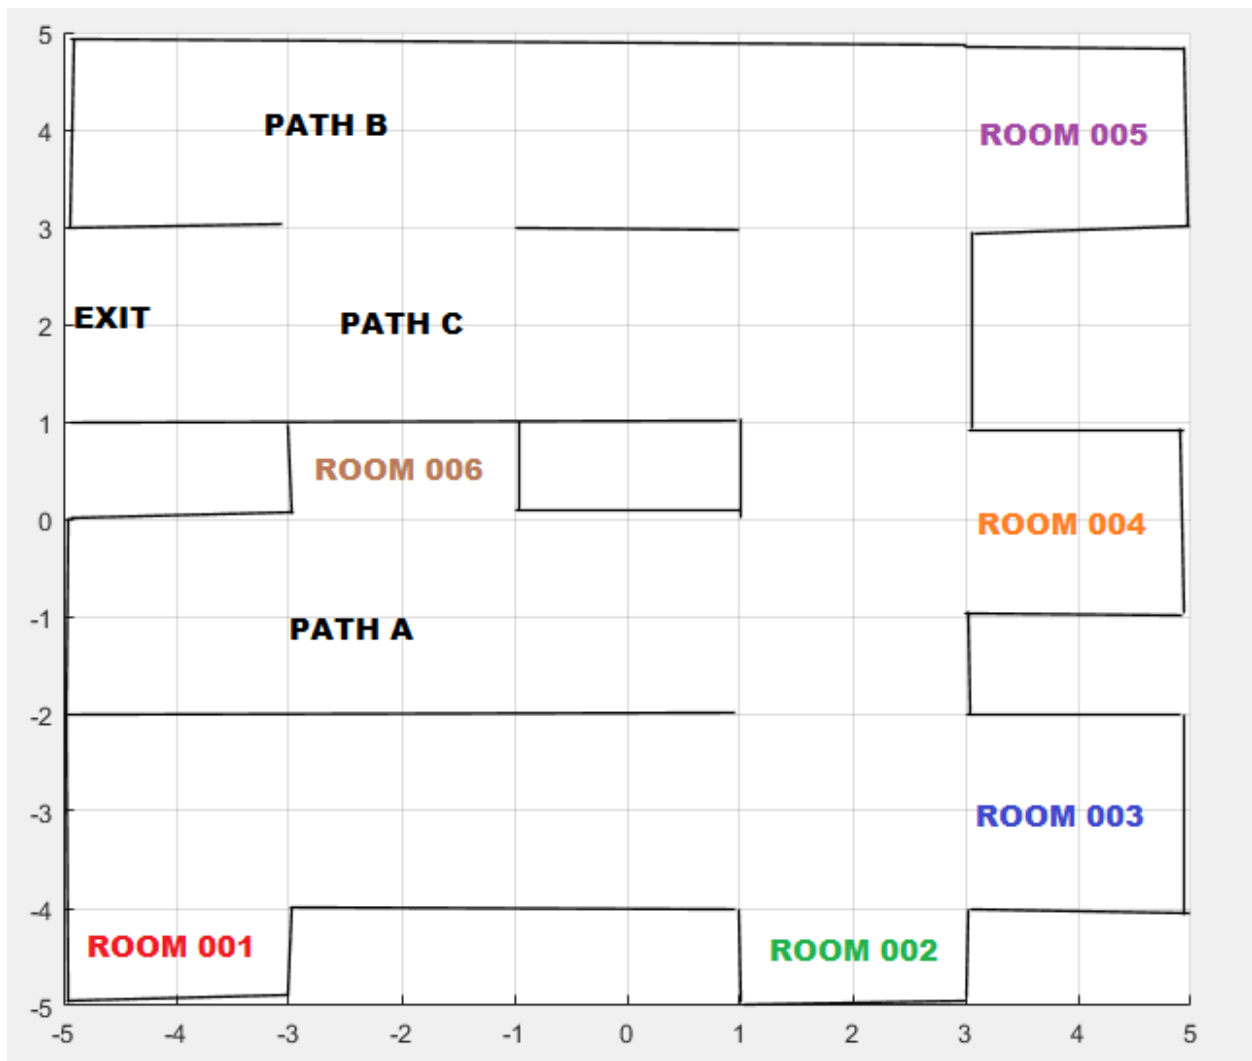 5
PATH B
ROOM 005
4
3
EXIT
PATH C
2
1
ROOM 006
0
ROOM 004
-1
PATH A
-2
-3
ROOM 003
-4
ROOM 001
ROOM 002
-5
-5 -4 -3 -2 -1 0 1 2 3 4 5